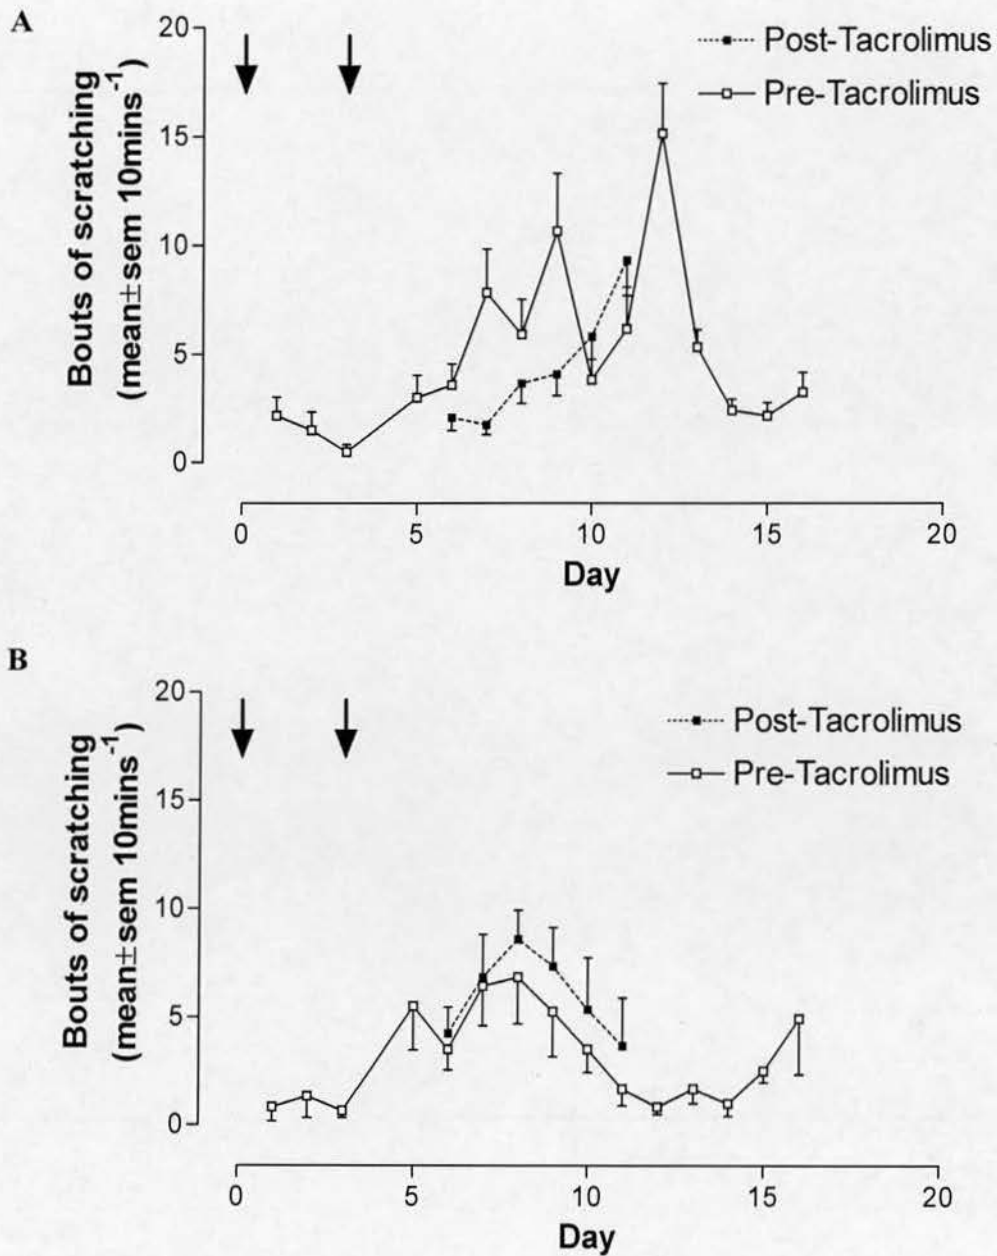 A
20
15
10
5
0
Bouts of scratching
(mean±sem 10mins⁻¹)
Post-Tacrolimus
Pre-Tacrolimus
0 5 10 15 20
Day
B
20
15
10
5
0
Bouts of scratching
(mean±sem 10mins⁻¹)
Post-Tacrolimus
Pre-Tacrolimus
0 5 10 15 20
Day